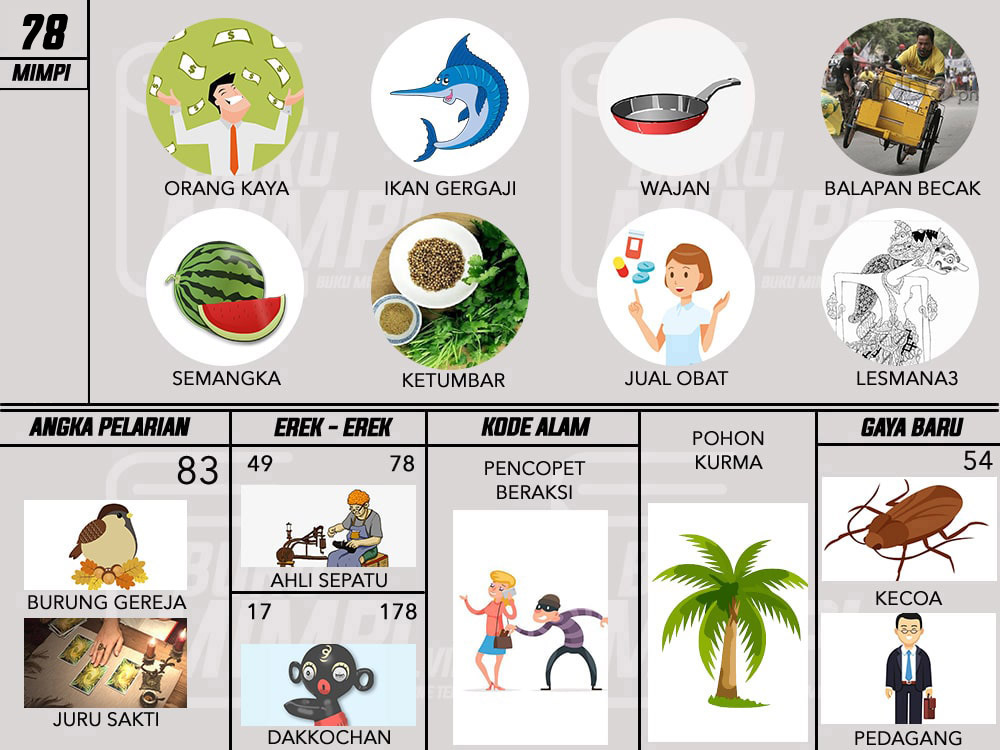 78
MIMPI
ORANG KAYA
IKAN GERGAJI
WAJAN
BALAPAN BECAK
SEMANGKA
KETUMBAR
JUAL OBAT
LESMANA3
ANGKA PELARIAN
83
BURUNG GEREJA
JURU SAKTI
EREK - EREK
49 78
AHLI SEPATU
17 178
DAKKOCHAN
KODE ALAM
PENCOPET
BERAKSI
POHON
KURMA
GAYA BARU
54
KECOA
PEDAGANG